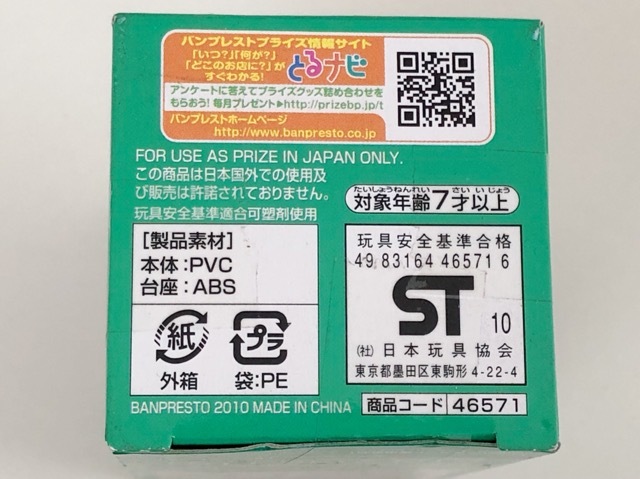 バンプレストプライズ情報サイト
「いつ?」「何が?」
「どこのお店に?」が
すぐわかる!
とるナビ
アンケートに答えてプライズグッズ詰め合わせを
もらおう! 毎月プレゼント▶http://prizebp.jp/t
バンプレストホームページ
http://www.banpresto.co.jp
FOR USE AS PRIZE IN JAPAN ONLY.
この商品は日本国外での使用及
び販売は許諾されておりません。
玩具安全基準適合可塑剤使用
たいしょうねんれい さいいじょう
対象年齢7才以上
[製品素材]
本体:PVC
台座:ABS
紙
外箱
プラ
袋:PE
玩具安全基準合格
49 83164 46571 6
ST 10
(社)日本玩具協会
東京都墨田区東駒形 4-22-4
BANPRESTO 2010 MADE IN CHINA
商品コード 46571